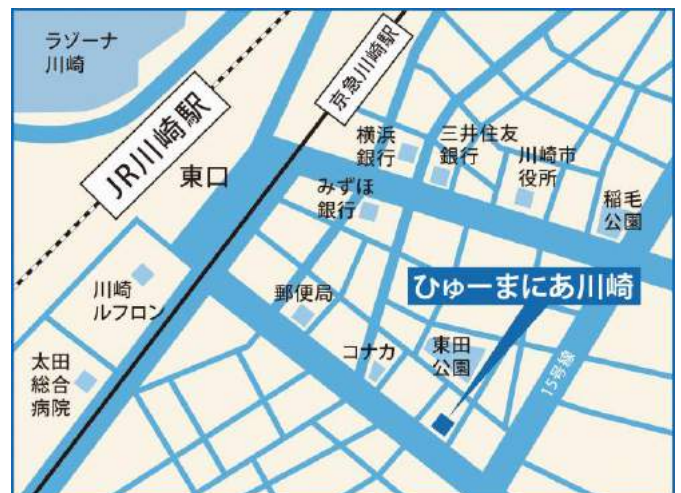 ラゾーナ
川崎
JR川崎駅
京急川崎駅
東口
横浜
銀行
三井住友
銀行
川崎市
役所
稲毛
公園
みずほ
銀行
ひゅーまにあ川崎
川崎
ルフロン
郵便局
コナカ
東田
公園
太田
総合
病院
15号線